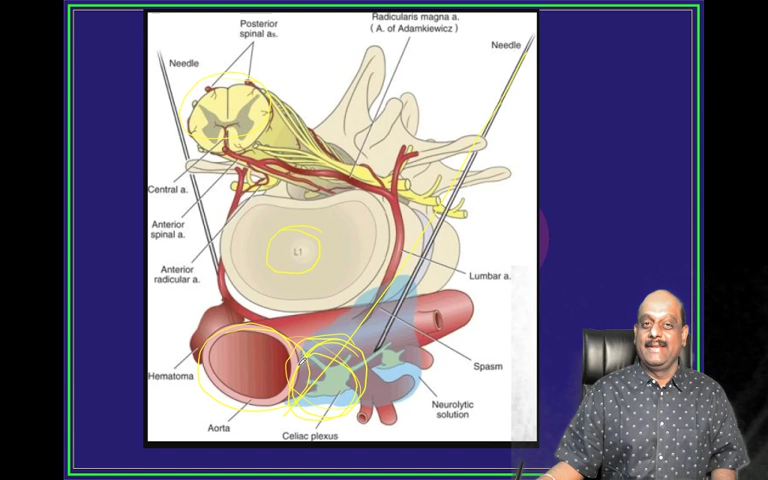 Posterior
spinal as.
Radicularis magna a.
( A. of Adamkiewicz )
Needle
Needle
Central a.
Anterior
spinal a.
L1
Anterior
radicular a.
Lumbar a.
Spasm
Hematoma
Neurolytic
solution
Aorta
Celiac plexus